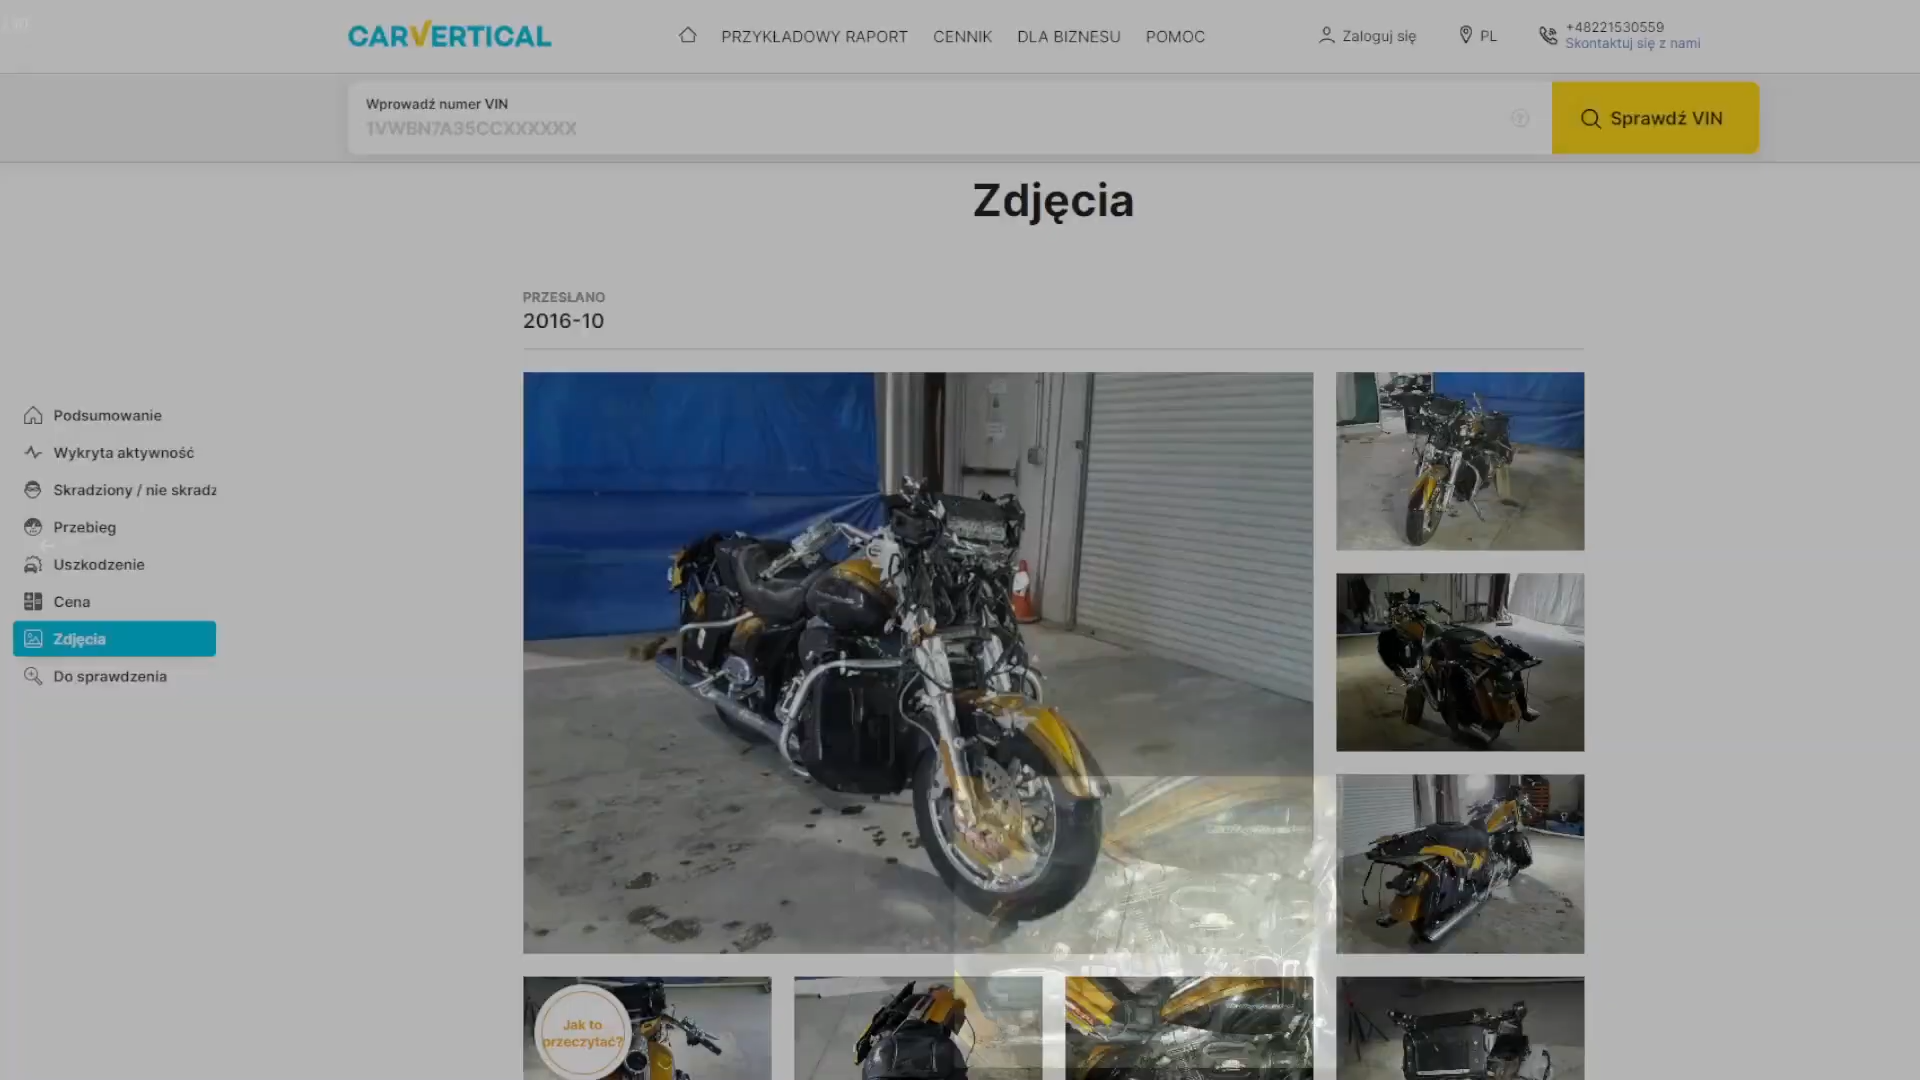 CARVERTICAL
PRZYKŁADOWY RAPORT
CENNIK
DLA BIZNESU
POMOC
Zaloguj się
PL
+48221530559
Skontaktuj się z nami
Wprowadź numer VIN
1VWBN7A35CCXXXXXX
Sprawdź VIN
Zdjęcia
PRZESŁANO
2016-10
Podsumowanie
Wykryta aktywność
Skradziony / nie skradz
Przebieg
Uszkodzenie
Cena
Zdjęcia
Do sprawdzenia
Jak to
przeczytać?